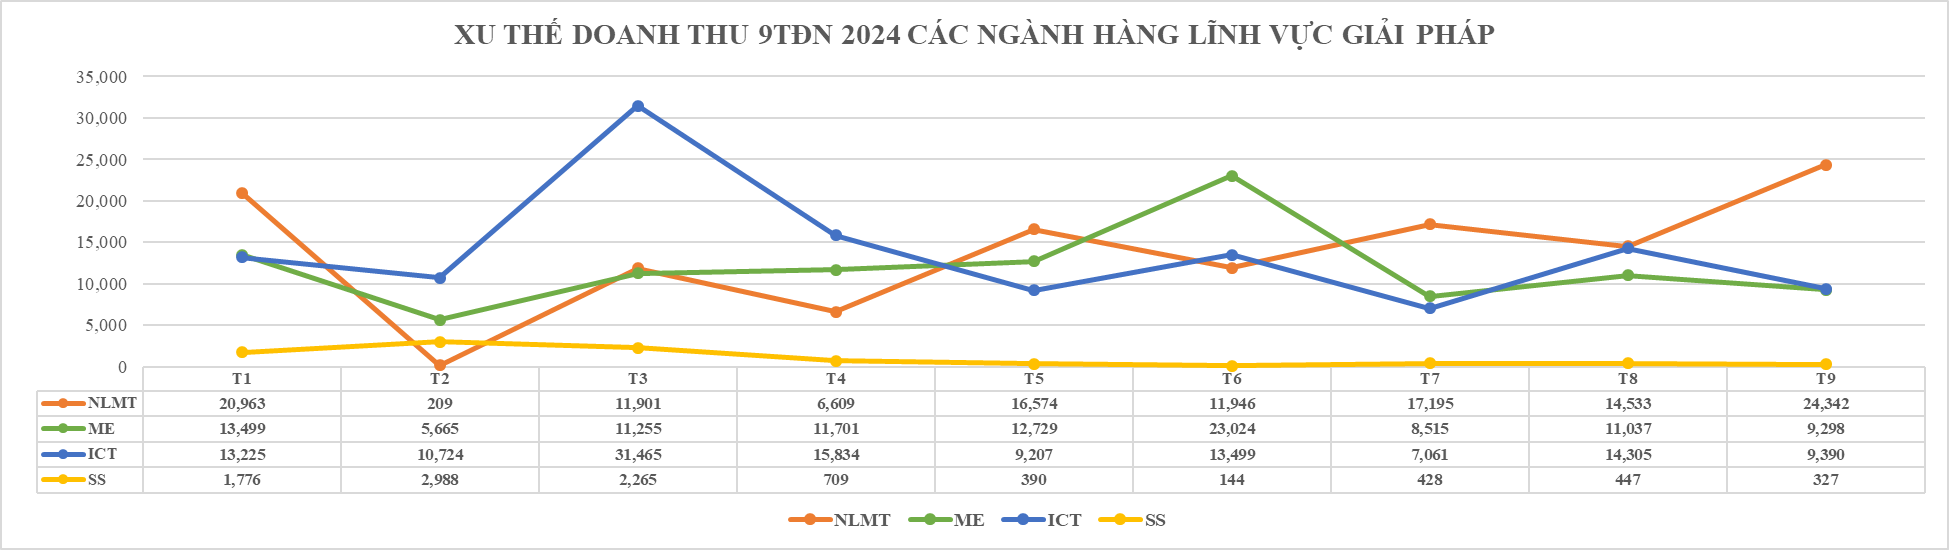 XU THẾ DOANH THU 9TĐN 2024 CÁC NGÀNH HÀNG LĨNH VỰC GIẢI PHÁP
35,000
30,000
25,000
20,000
15,000
10,000
5,000
0
T1 T2 T3 T4 T5 T6 T7 T8 T9
NLMT 20,963 209 11,901 6,609 16,574 11,946 17,195 14,533 24,342
ME 13,499 5,665 11,255 11,701 12,729 23,024 8,515 11,037 9,298
ICT 13,225 10,724 31,465 15,834 9,207 13,499 7,061 14,305 9,390
SS 1,776 2,988 2,265 709 390 144 428 447 327
NLMT ME ICT SS